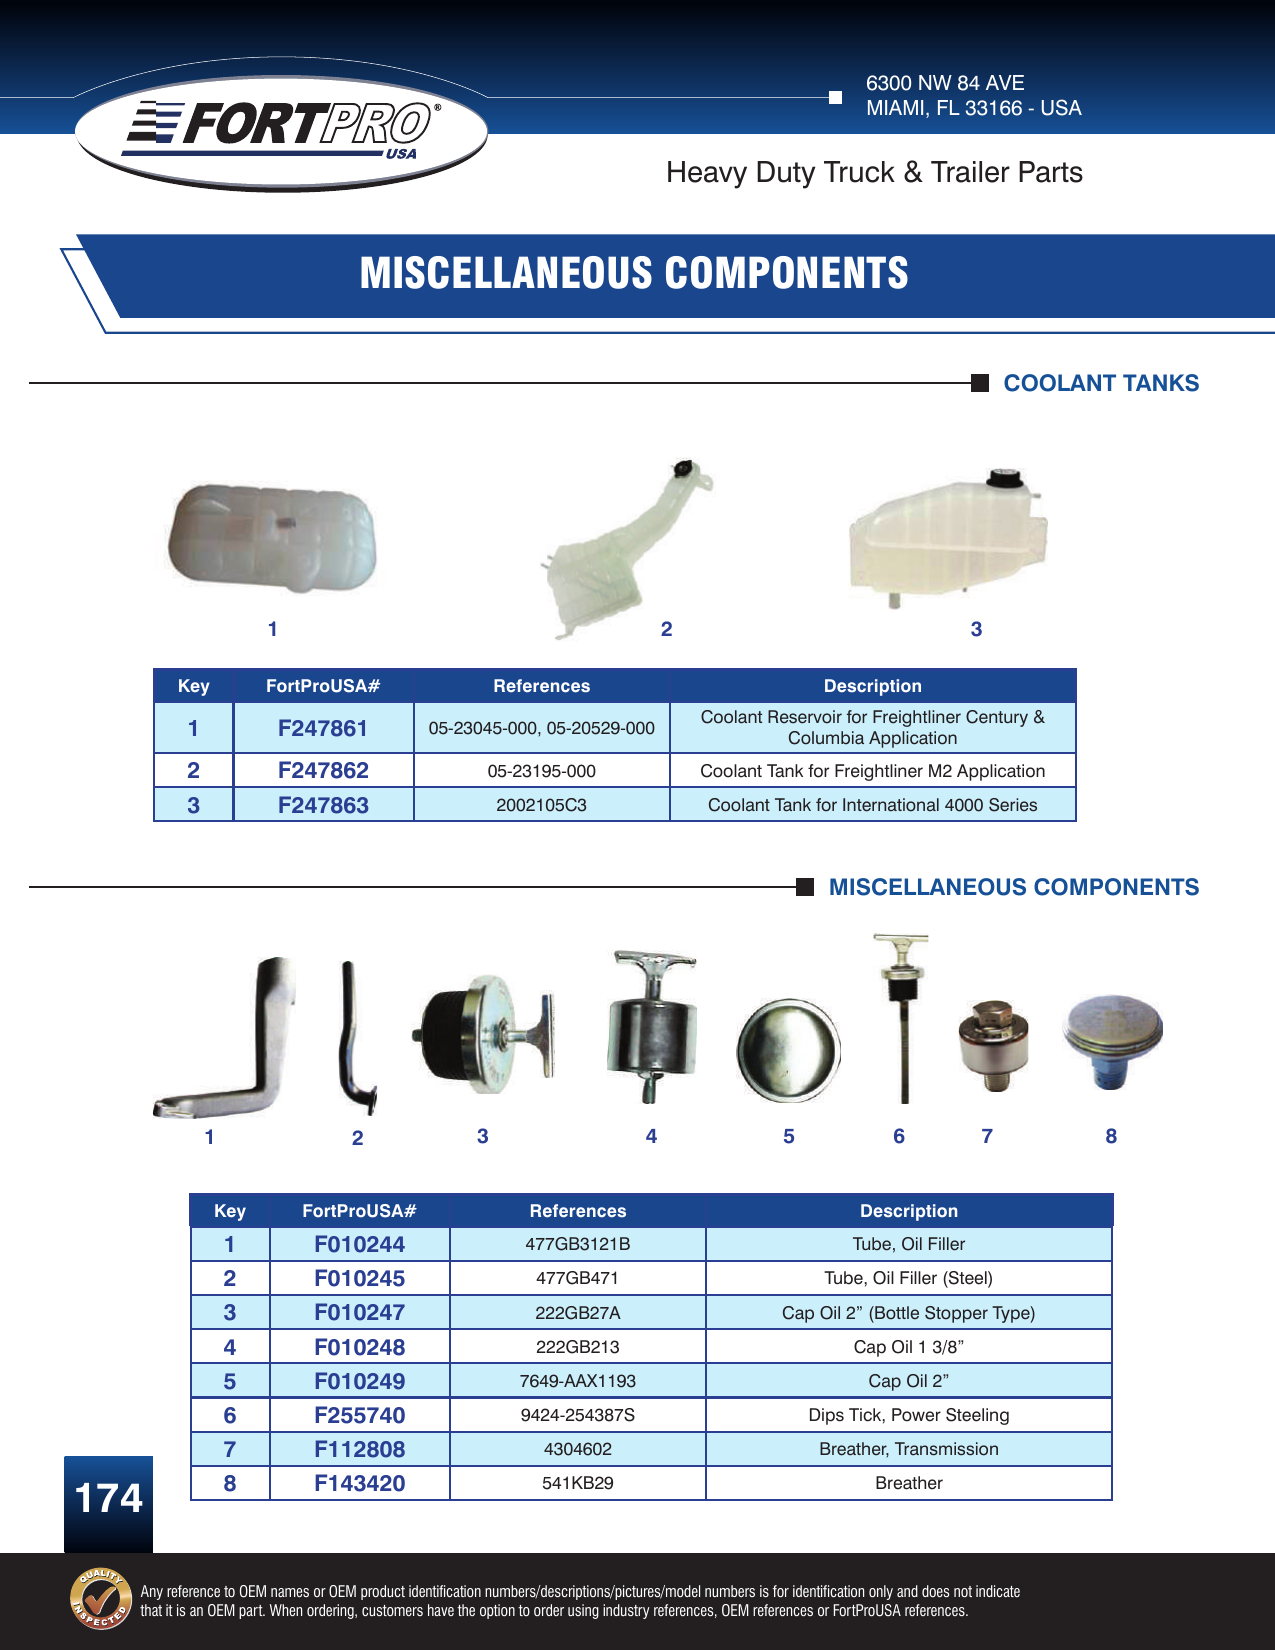 6300 NW 84 AVE
MIAMI, FL 33166 - USA
FORTPRO®
USA
Heavy Duty Truck & Trailer Parts
MISCELLANEOUS COMPONENTS
COOLANT TANKS
1 2 3
Key FortProUSA# References Description
1 F247861 05-23045-000, 05-20529-000 Coolant Reservoir for Freightliner Century &
Columbia Application
2 F247862 05-23195-000 Coolant Tank for Freightliner M2 Application
3 F247863 2002105C3 Coolant Tank for International 4000 Series
MISCELLANEOUS COMPONENTS
1 2 3 4 5 6 7 8
Key FortProUSA# References Description
1 F010244 477GB3121B Tube, Oil Filler
2 F010245 477GB471 Tube, Oil Filler (Steel)
3 F010247 222GB27A Cap Oil 2” (Bottle Stopper Type)
4 F010248 222GB213 Cap Oil 1 3/8”
5 F010249 7649-AAX1193 Cap Oil 2”
6 F255740 9424-254387S Dips Tick, Power Steeling
7 F112808 4304602 Breather, Transmission
8 F143420 541KB29 Breather
174
QUALITY
INSPECTED
Any reference to OEM names or OEM product identification numbers/descriptions/pictures/model numbers is for identification only and does not indicate
that it is an OEM part. When ordering, customers have the option to order using industry references, OEM references or FortProUSA references.